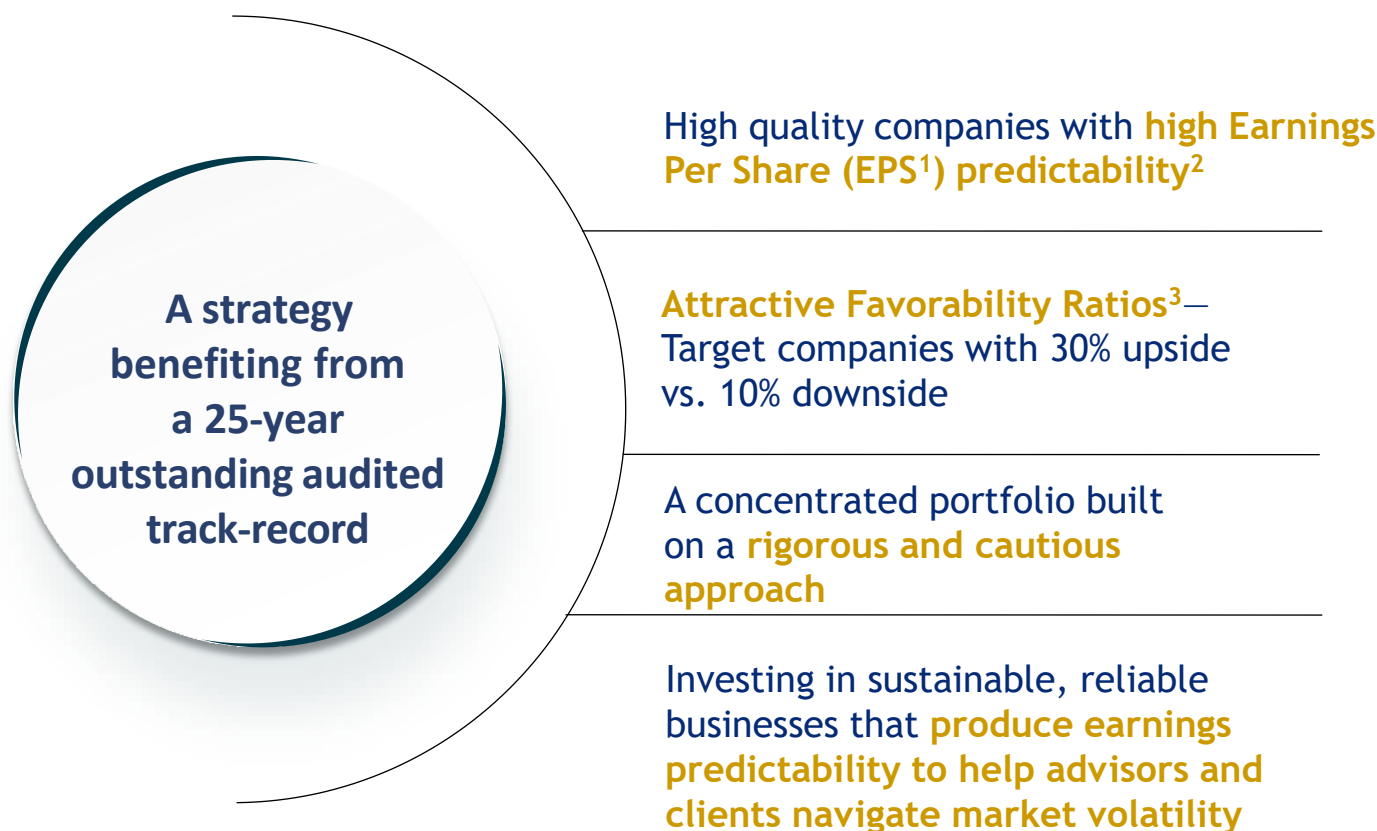 A strategy
benefiting from
a 25-year
outstanding audited
track-record
High quality companies with high Earnings
Per Share (EPS¹) predictability²
Attractive Favorability Ratios³—
Target companies with 30% upside
vs. 10% downside
A concentrated portfolio built
on a rigorous and cautious
approach
Investing in sustainable, reliable
businesses that produce earnings
predictability to help advisors and
clients navigate market volatility